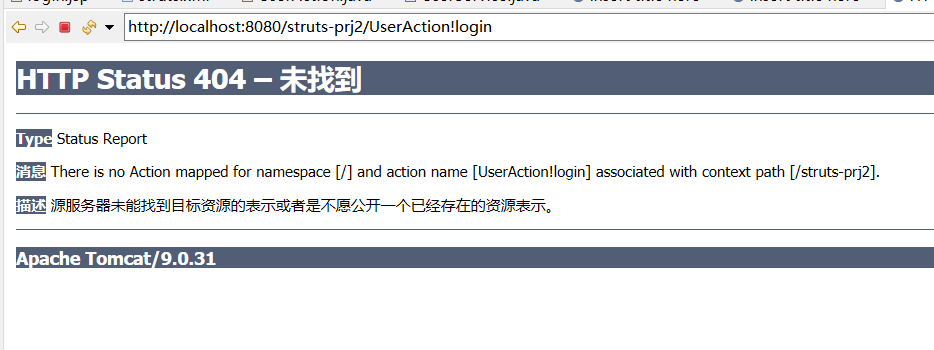 http://localhost:8080/struts-prj2/UserAction!login
HTTP Status 404 – 未找到
Type Status Report
消息 There is no Action mapped for namespace [/] and action name [UserAction!login] associated with context path [/struts-prj2].
描述 源服务器未能找到目标资源的表示或者是不愿公开一个已经存在的资源表示。
Apache Tomcat/9.0.31